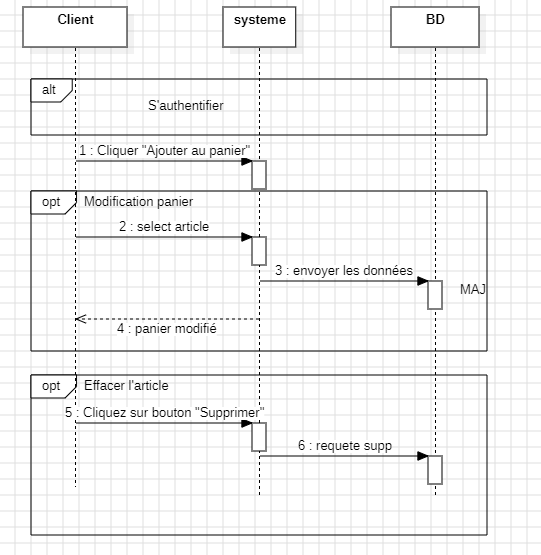 Client
systeme
BD
alt
S'authentifier
1 : Cliquer "Ajouter au panier"
opt
Modification panier
2 : select article
3 : envoyer les données
MAJ
4 : panier modifié
opt
Effacer l'article
5 : Cliquez sur bouton "Supprimer"
6 : requete supp